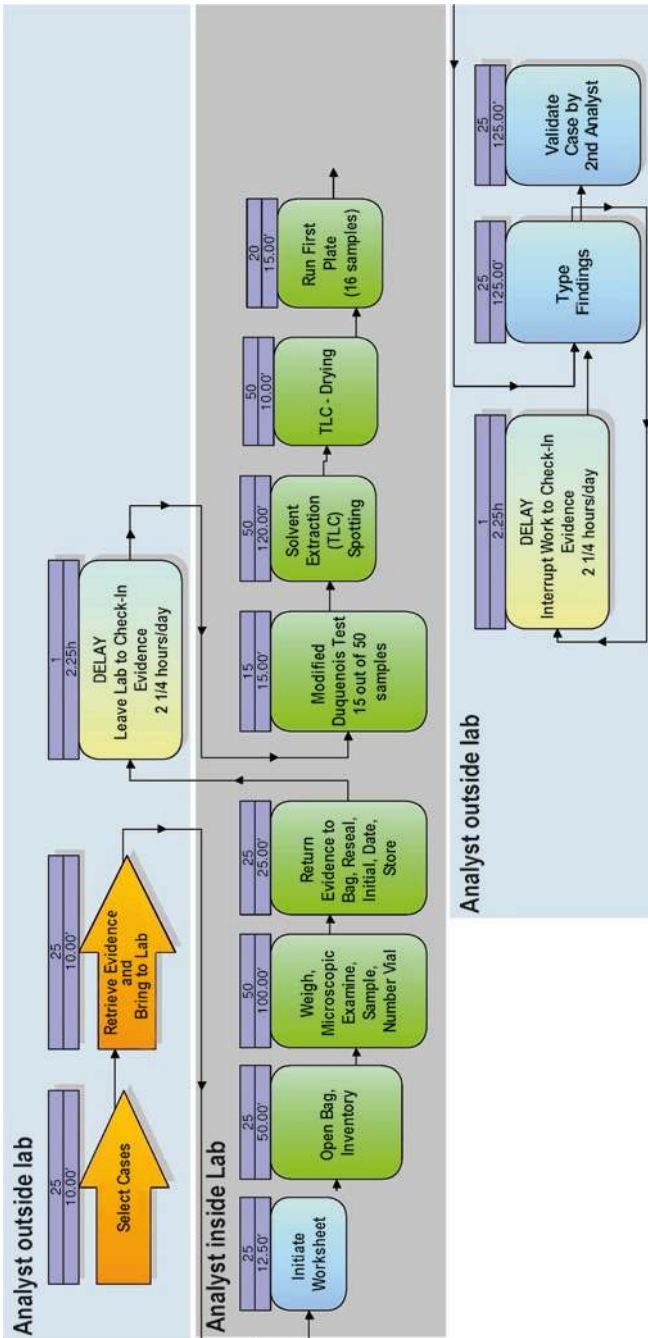 Analyst outside lab
25
10.00'
Select Cases
25
10.00'
Retrieve Evidence
and
Bring to Lab
1
2.25h
DELAY
Leave Lab to Check-In
Evidence
2 1/4 hours/day
Analyst inside Lab
25
12.50'
Initiate
Worksheet
25
50.00'
Open Bag,
Inventory
50
100.00'
Weigh,
Microscopic
Examine,
Sample,
Number Vial
25
25.00'
Return
Evidence to
Bag, Reseal,
Initial, Date,
Store
15
15.00'
Modified
Duquenois Test
15 out of 50
samples
50
120.00'
Solvent
Extraction
(TLC)
Spotting
50
10.00'
TLC - Drying
20
15.00'
Run First
Plate
(16 samples)
Analyst outside lab
1
2.25h
DELAY
Interrupt Work to Check-In
Evidence
2 1/4 hours/day
25
125.00'
Type
Findings
25
125.00'
Validate
Case by
2nd Analyst